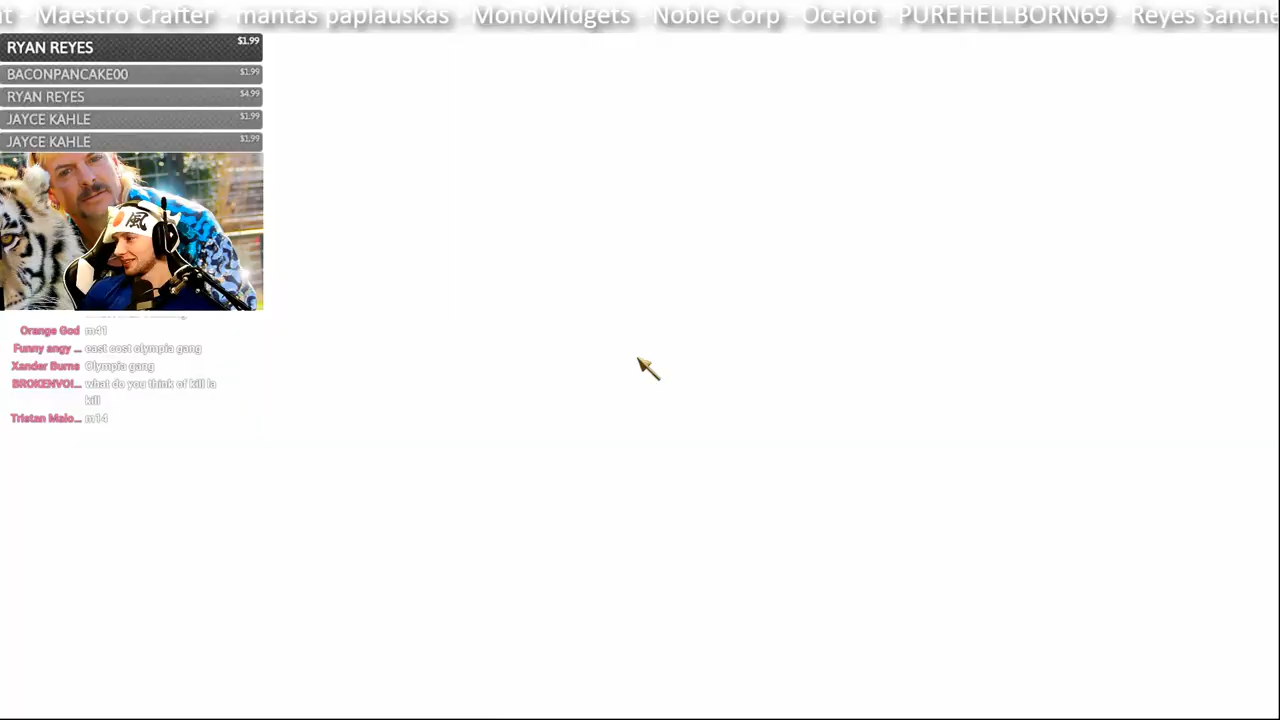 t - Maestro Crafter - mantas paplauskas - MonoMidgets - Noble Corp - Ocelot - PUREHELLBORN69 - Reyes Sanche
RYAN REYES $1.99
BACONPANCAKE00 $1.99
RYAN REYES $4.99
JAYCE KAHLE $1.99
JAYCE KAHLE $1.99
風
Orange God m41
Funny angy ... east cost olympia gang
Xander Burns Olympia gang
BROKENVOI... what do you think of kill la
kill
Tristan Malo... m14